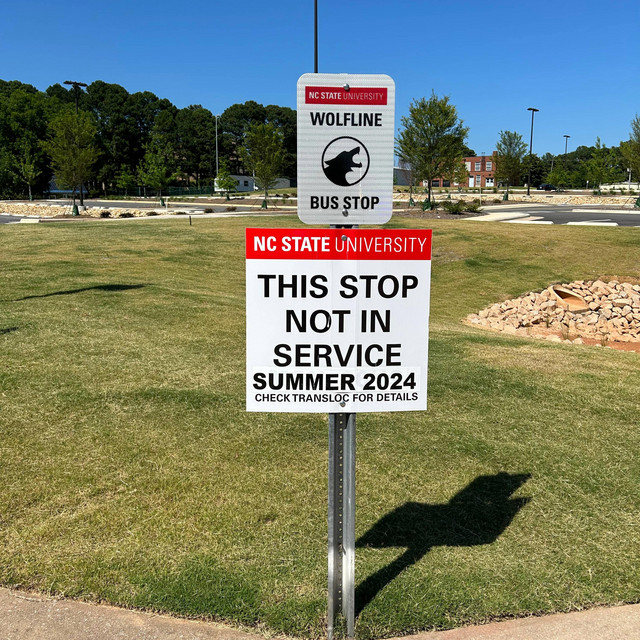 NC STATE UNIVERSITY
WOLFLINE
BUS STOP
NC STATE UNIVERSITY
THIS STOP
NOT IN
SERVICE
SUMMER 2024
CHECK TRANSLOC FOR DETAILS